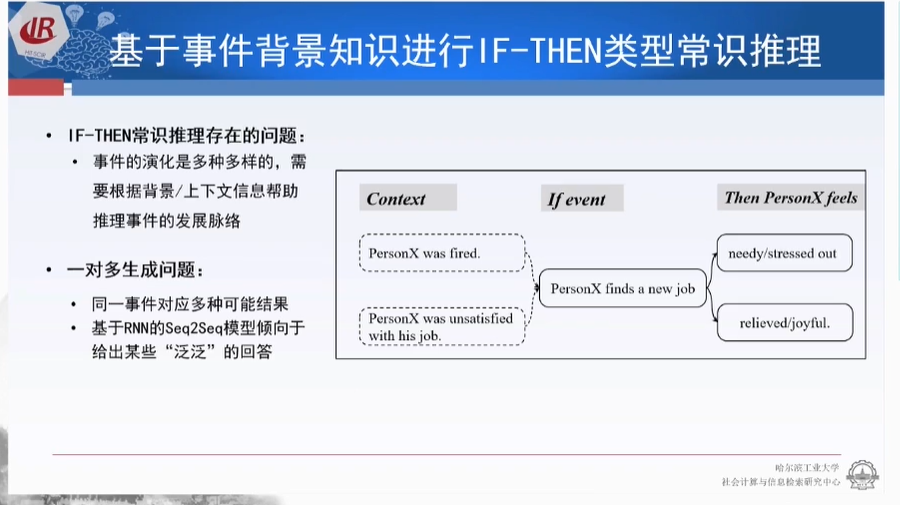 基于事件背景知识进行IF-THEN类型常识推理
HIT·SCIR
• IF-THEN常识推理存在的问题：
• 事件的演化是多种多样的，需
要根据背景/上下文信息帮助
推理事件的发展脉络
• 一对多生成问题：
• 同一事件对应多种可能结果
• 基于RNN的Seq2Seq模型倾向于
给出某些“泛泛”的回答
Context
If event
Then PersonX feels
PersonX was fired.
needy/stressed out
PersonX finds a new job
PersonX was unsatisfied
with his job.
relieved/joyful.
哈尔滨工业大学
社会计算与信息检索研究中心